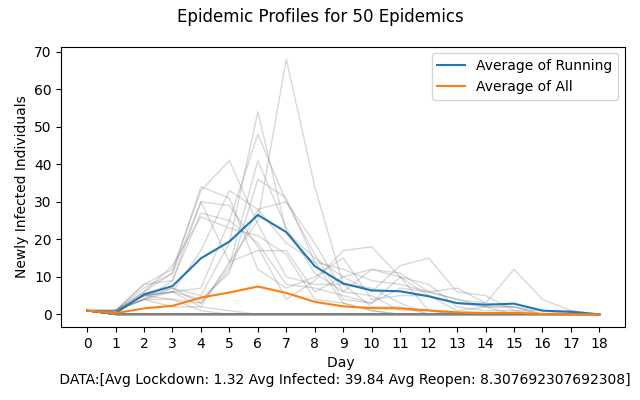 Epidemic Profiles for 50 Epidemics
70
60
50
40
30
20
10
0
Newly Infected Individuals
Average of Running
Average of All
0 1 2 3 4 5 6 7 8 9 10 11 12 13 14 15 16 17 18
Day
DATA:[Avg Lockdown: 1.32 Avg Infected: 39.84 Avg Reopen: 8.307692307692308]